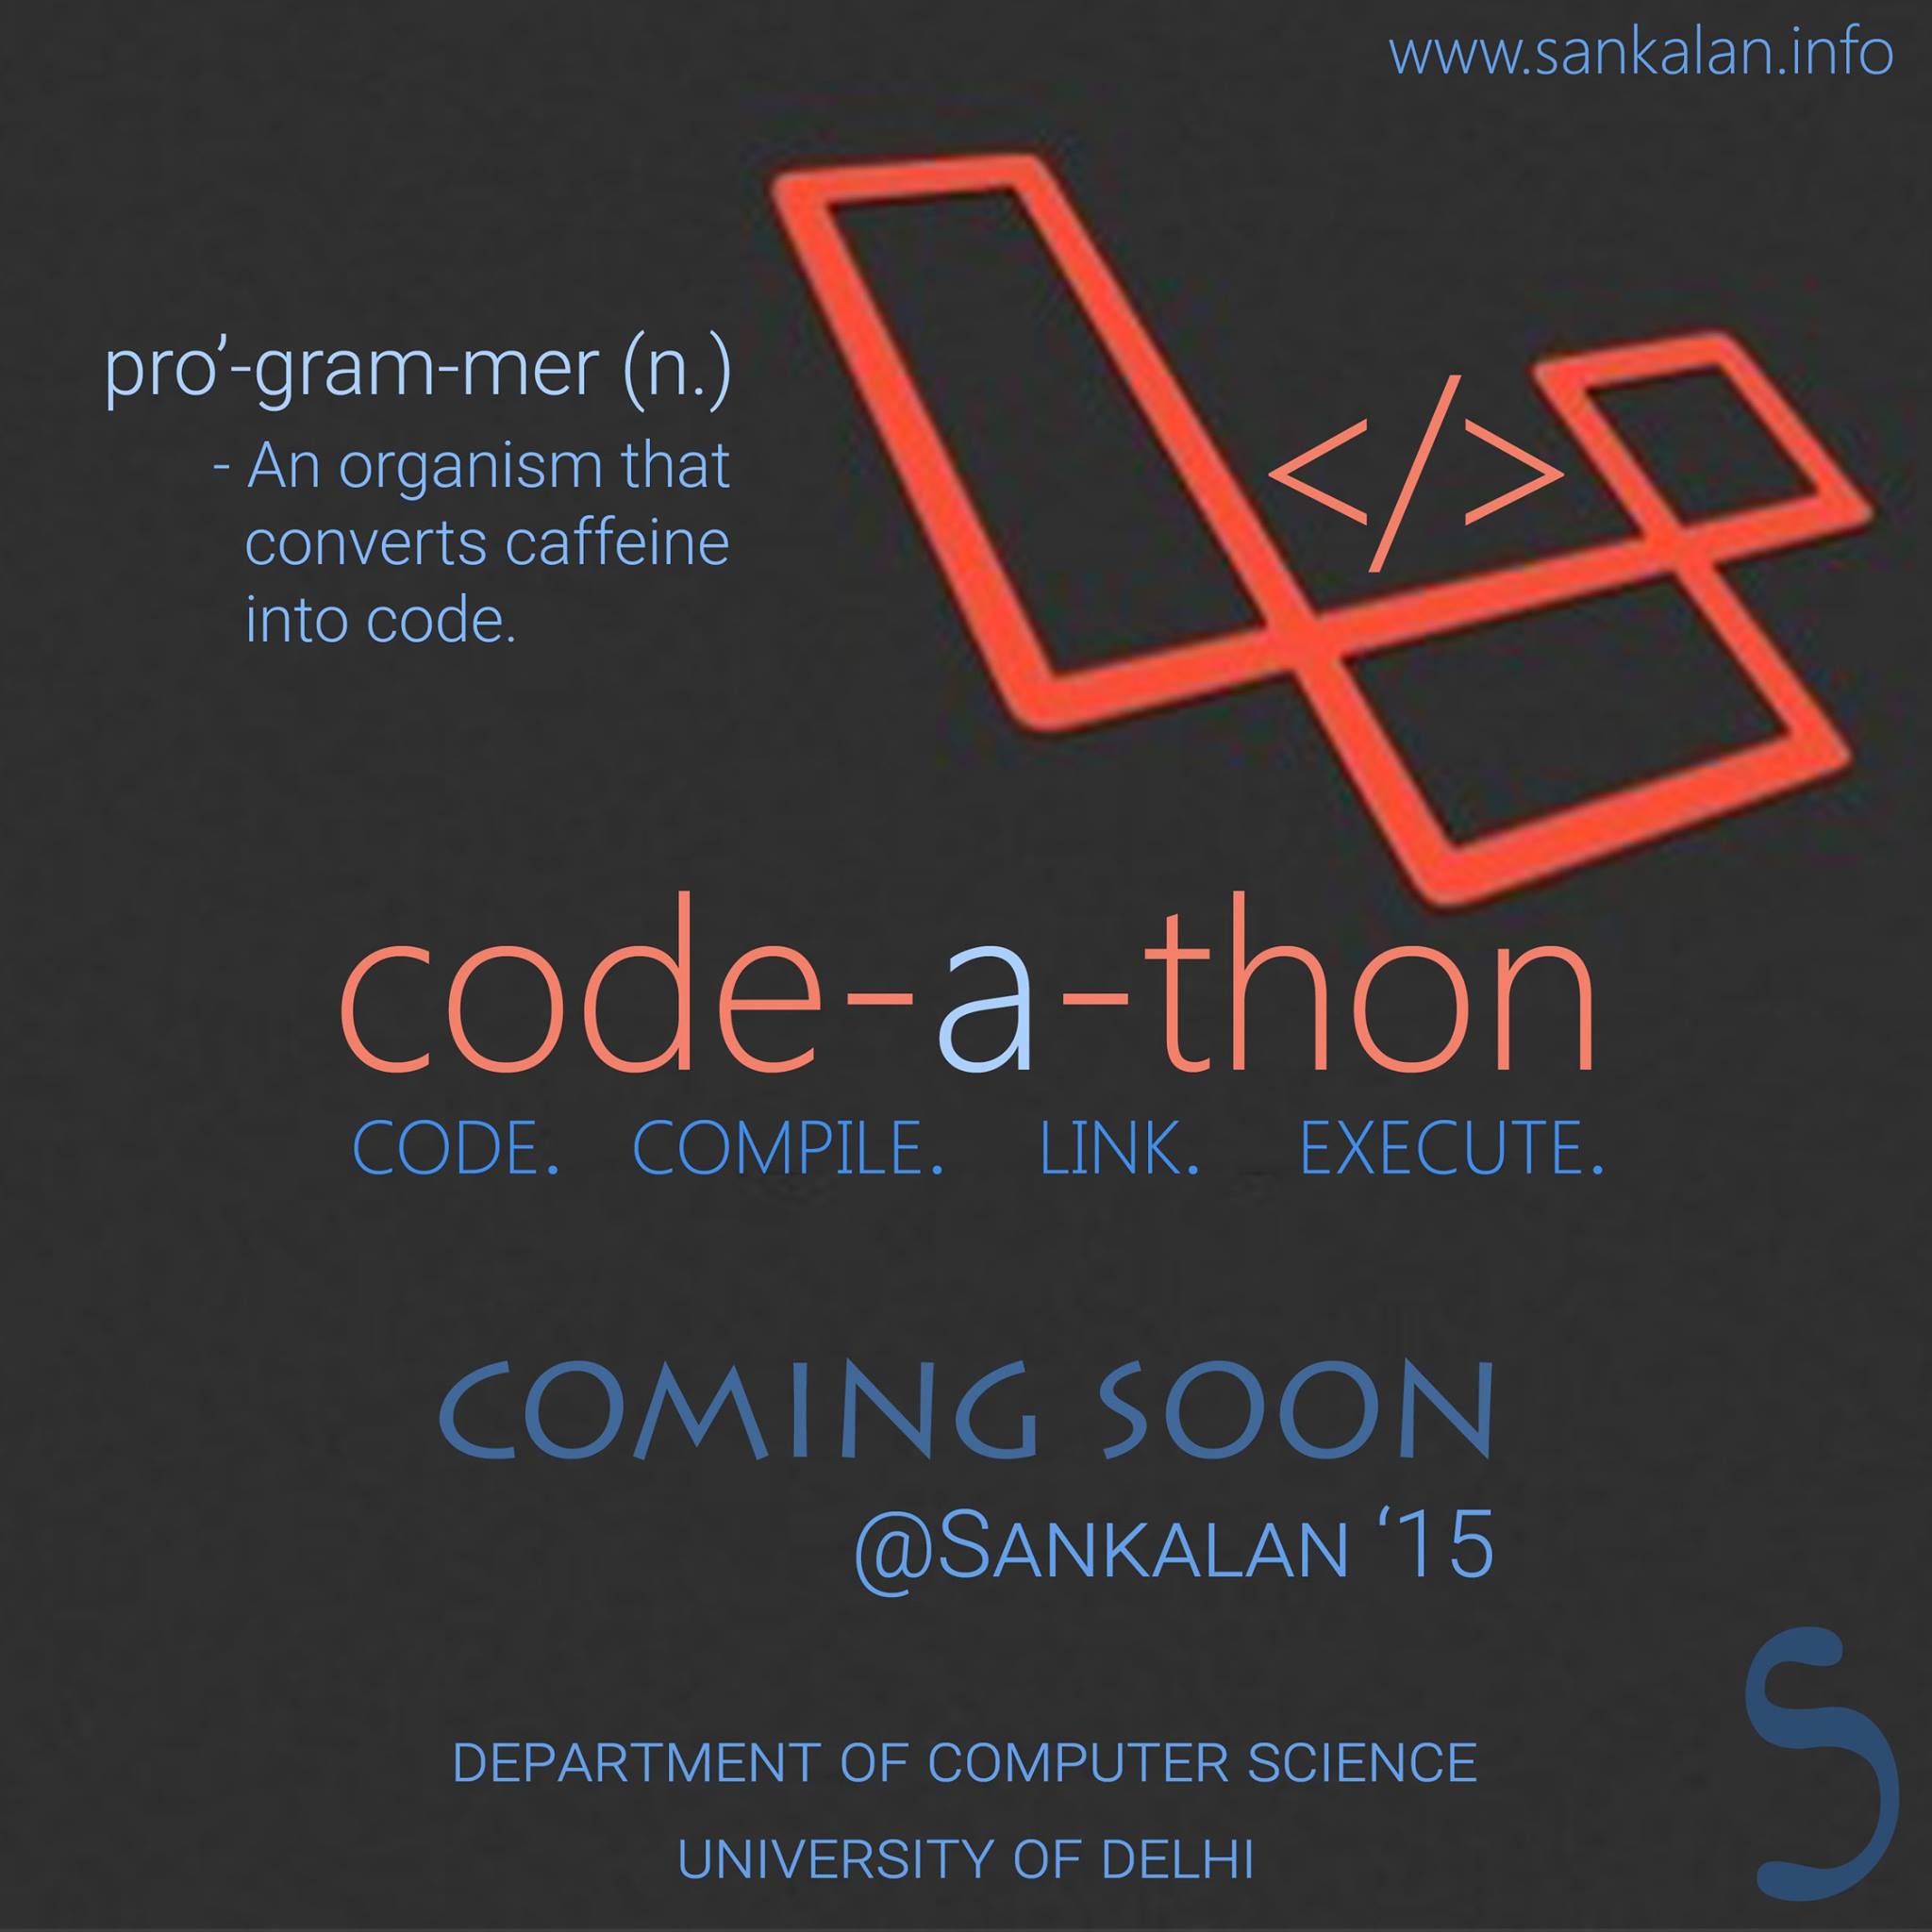 www.sankalan.info
pro’-gram-mer (n.)
- An organism that
converts caffeine
into code.
</>
code-a-thon
CODE. COMPILE. LINK. EXECUTE.
COMING SOON
@SANKALAN ‘15
S
DEPARTMENT OF COMPUTER SCIENCE
UNIVERSITY OF DELHI